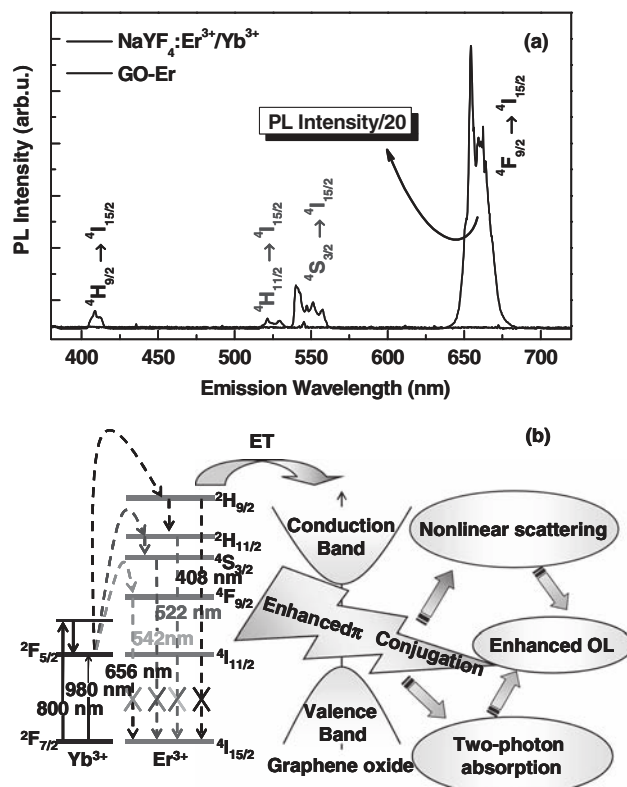 (a)
NaYF₄:Er³⁺/Yb³⁺
GO-Er
PL Intensity/20
PL Intensity (arb.u.)
⁴H₉/₂ → ⁴I₁₅/₂
⁴H₁₁/₂ → ⁴I₁₅/₂
⁴S₃/₂ → ⁴I₁₅/₂
⁴F₉/₂ → ⁴I₁₅/₂
400 450 500 550 600 650 700
Emission Wavelength (nm)
(b)
ET
²H₉/₂
²H₁₁/₂
⁴S₃/₂
408 nm
⁴F₉/₂
522 nm
542nm
²F₅/₂
⁴I₁₁/₂
656 nm
980 nm
800 nm
²F₇/₂
⁴I₁₅/₂
Yb³⁺
Er³⁺
Conduction
Band
Enhancedπ
Conjugation
Valence
Band
Graphene oxide
Nonlinear scattering
Enhanced OL
Two-photon
absorption